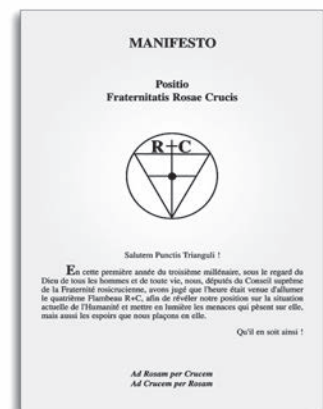 MANIFESTO
Positio
Fraternitatis Rosae Crucis
R+C
Salutem Punctis Trianguli !
En cette première année du troisième millénaire, sous le regard du
Dieu de tous les hommes et de toute vie, nous, députés du Conseil suprême
de la Fraternité rosicrucienne, avons jugé que l'heure était venue d'allumer
le quatrième Flambeau R+C, afin de révéler notre position sur la situation
actuelle de l'Humanité et mettre en lumière les menaces qui pèsent sur elle,
mais aussi les espoirs que nous plaçons en elle.
Qu'il en soit ainsi !
Ad Rosam per Crucem
Ad Crucem per Rosam